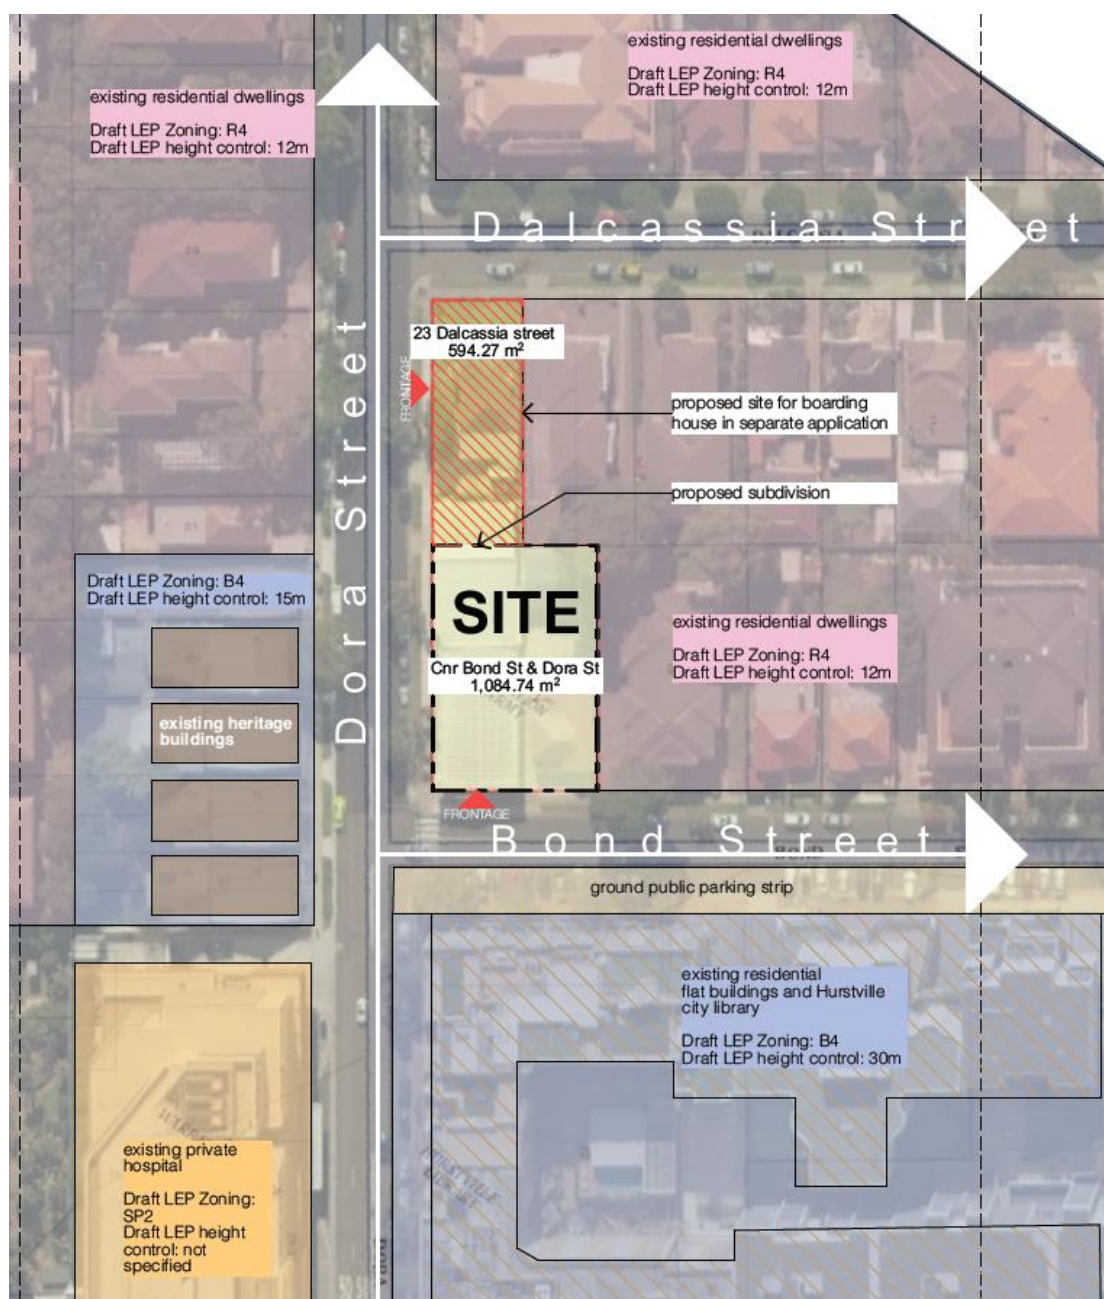 existing residential dwellings
Draft LEP Zoning: R4
Draft LEP height control: 12m
existing residential dwellings
Draft LEP Zoning: R4
Draft LEP height control: 12m
Dalcassia Street
23 Dalcassia street
594.27 m²
FRONTAGE
Dora Street
proposed site for boarding
house in separate application
proposed subdivision
Draft LEP Zoning: B4
Draft LEP height control: 15m
SITE
Cnr Bond St & Dora St
1,084.74 m²
existing residential dwellings
Draft LEP Zoning: R4
Draft LEP height control: 12m
existing heritage
buildings
FRONTAGE
Bond Street
BOND
ground public parking strip
existing residential
flat buildings and Hurstville
city library
Draft LEP Zoning: B4
Draft LEP height control: 30m
existing private
hospital
Draft LEP Zoning:
SP2
Draft LEP height
control: not
specified
HURSTVILLE
LIBRARY
DORA